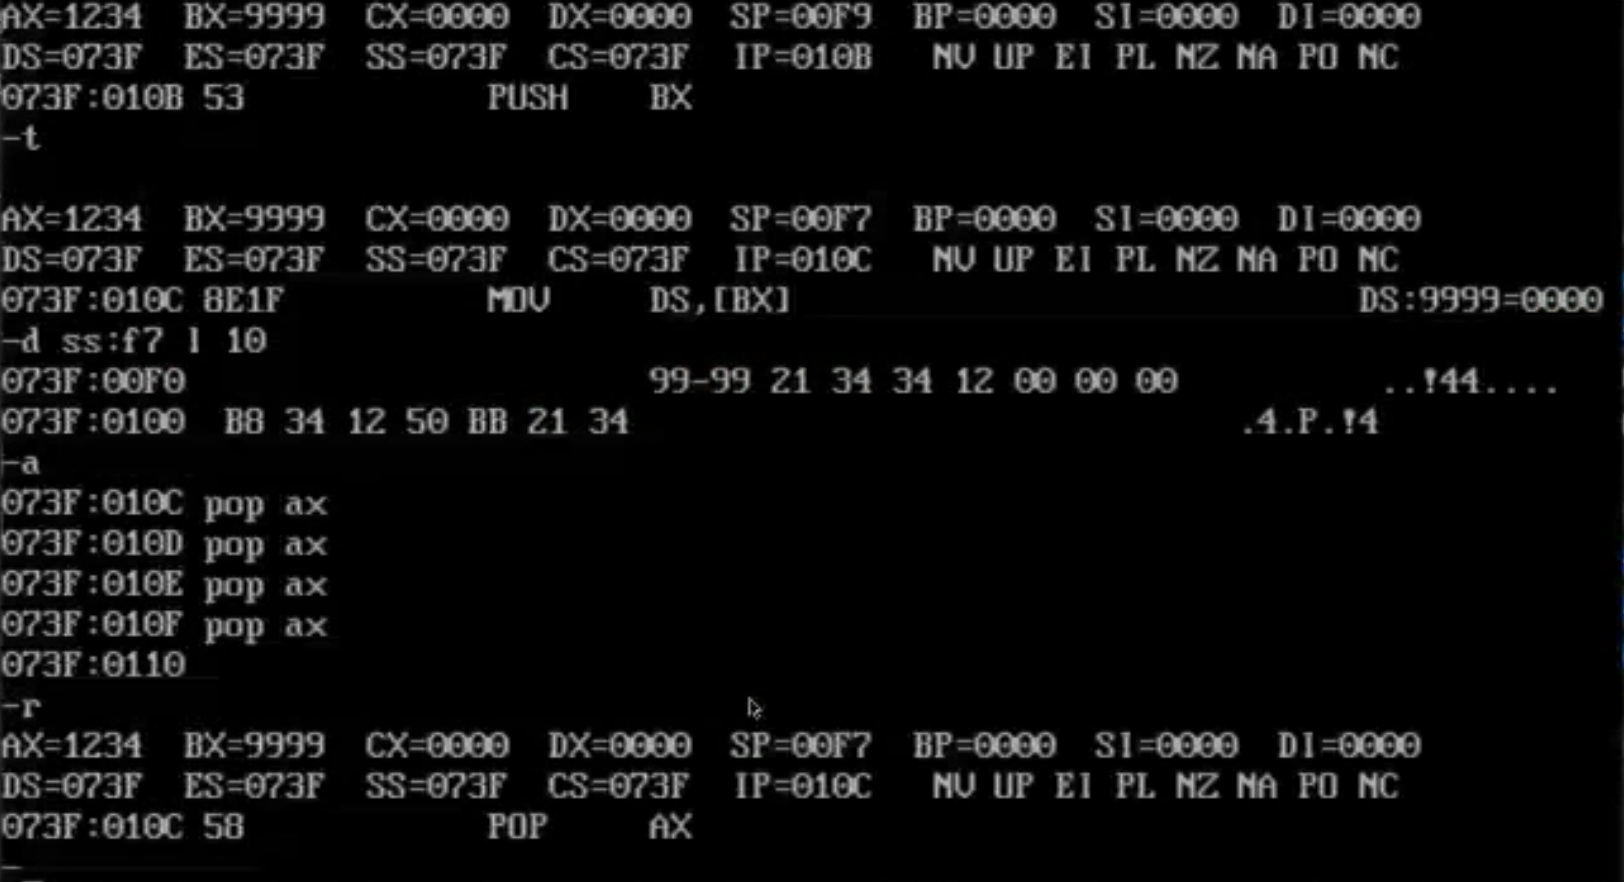 AX=1234  BX=9999  CX=0000  DX=0000  SP=00F9  BP=0000  SI=0000  DI=0000
DS=073F  ES=073F  SS=073F  CS=073F  IP=010B   NV UP EI PL NZ NA PO NC
073F:010B 53            PUSH    BX
-t
AX=1234  BX=9999  CX=0000  DX=0000  SP=00F7  BP=0000  SI=0000  DI=0000
DS=073F  ES=073F  SS=073F  CS=073F  IP=010C   NV UP EI PL NZ NA PO NC
073F:010C 8E1F          MOV     DS,[BX]                            DS:9999=0000
-d ss:f7 l 10
073F:00F0                       99-99 21 34 34 12 00 00 00          ..!44....
073F:0100  B8 34 12 50 BB 21 34                              .4.P.!4
-a
073F:010C pop ax
073F:010D pop ax
073F:010E pop ax
073F:010F pop ax
073F:0110
-r
AX=1234  BX=9999  CX=0000  DX=0000  SP=00F7  BP=0000  SI=0000  DI=0000
DS=073F  ES=073F  SS=073F  CS=073F  IP=010C   NV UP EI PL NZ NA PO NC
073F:010C 58            POP     AX
-